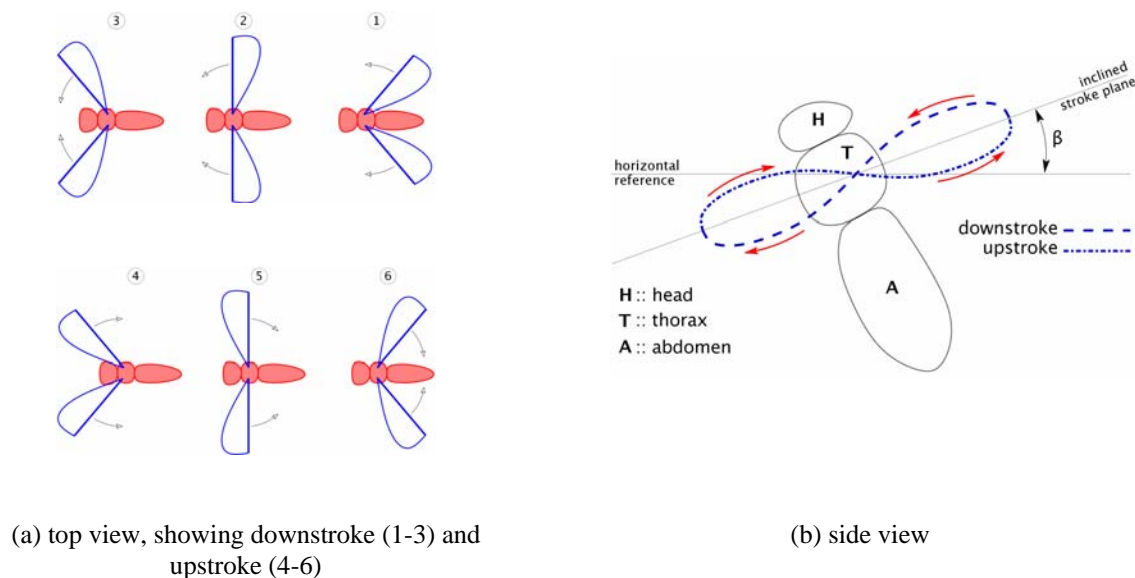 3
2
1
4
5
6
H
T
A
β
inclined
stroke plane
horizontal
reference
downstroke
upstroke
H :: head
T :: thorax
A :: abdomen
(a) top view, showing downstroke (1-3) and
upstroke (4-6)
(b) side view